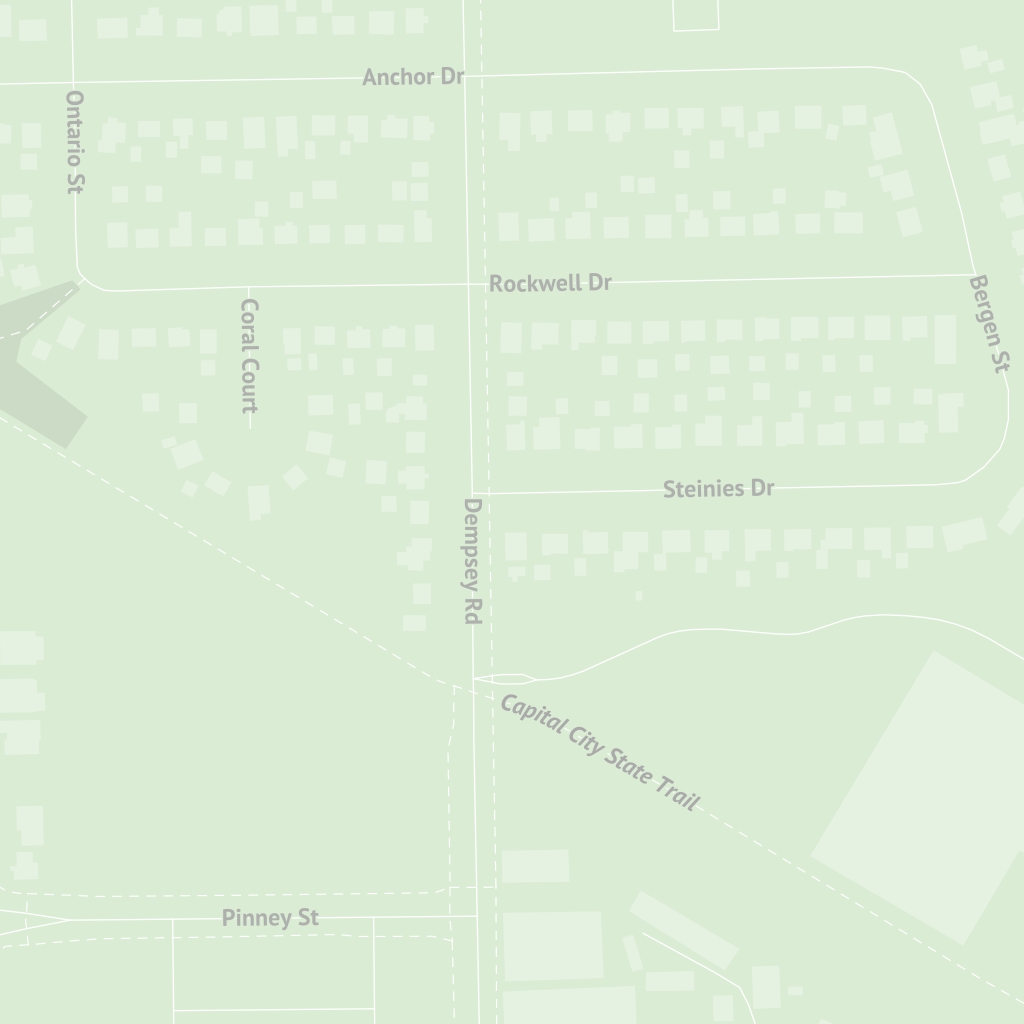 Anchor Dr
Ontario St
Rockwell Dr
Bergen St
Coral Court
Steinies Dr
Dempsey Rd
Capital City State Trail
Pinney St